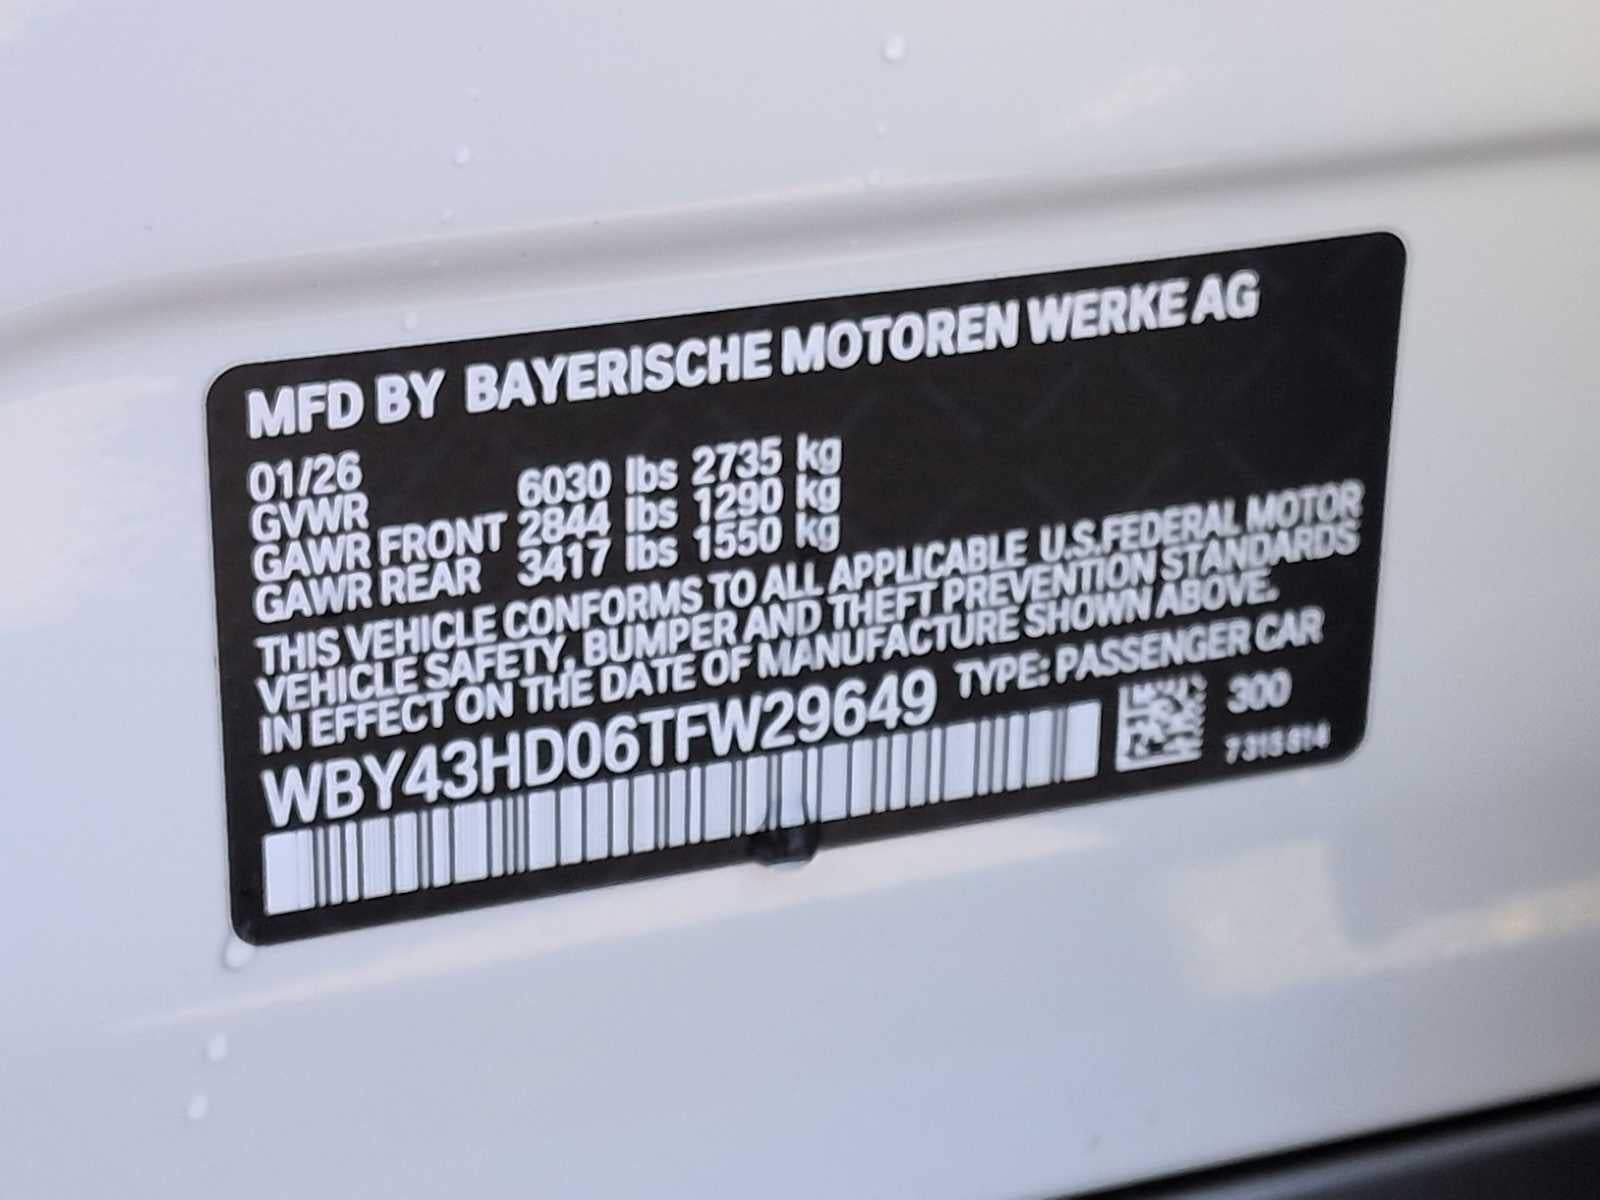 MFD BY BAYERISCHE MOTOREN WERKE AG
01/26
GVWR 6030 lbs 2735 kg
GAWR FRONT 2844 lbs 1290 kg
GAWR REAR 3417 lbs 1550 kg
THIS VEHICLE CONFORMS TO ALL APPLICABLE U.S.FEDERAL MOTOR
VEHICLE SAFETY, BUMPER AND THEFT PREVENTION STANDARDS
IN EFFECT ON THE DATE OF MANUFACTURE SHOWN ABOVE.
WBY43HD06TFW29649 TYPE: PASSENGER CAR
300